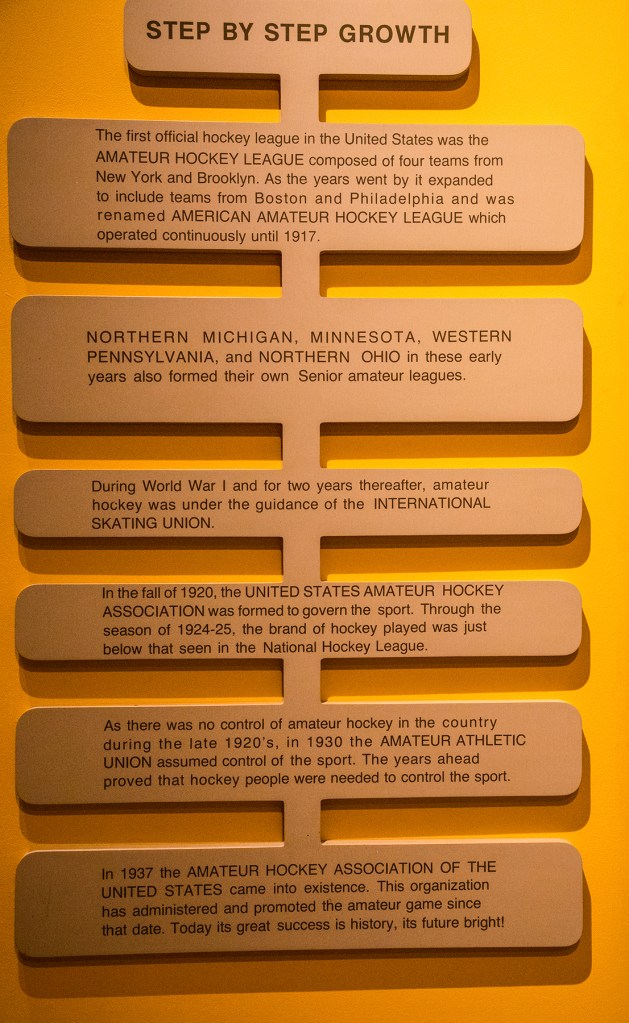 STEP BY STEP GROWTH
The first official hockey league in the United States was the
AMATEUR HOCKEY LEAGUE composed of four teams from
New York and Brooklyn. As the years went by it expanded
to include teams from Boston and Philadelphia and was
renamed AMERICAN AMATEUR HOCKEY LEAGUE which
operated continuously until 1917.
NORTHERN MICHIGAN, MINNESOTA, WESTERN
PENNSYLVANIA, and NORTHERN OHIO in these early
years also formed their own Senior amateur leagues.
During World War I and for two years thereafter, amateur
hockey was under the guidance of the INTERNATIONAL
SKATING UNION.
In the fall of 1920, the UNITED STATES AMATEUR HOCKEY
ASSOCIATION was formed to govern the sport. Through the
season of 1924-25, the brand of hockey played was just
below that seen in the National Hockey League.
As there was no control of amateur hockey in the country
during the late 1920's, in 1930 the AMATEUR ATHLETIC
UNION assumed control of the sport. The years ahead
proved that hockey people were needed to control the sport.
In 1937 the AMATEUR HOCKEY ASSOCIATION OF THE
UNITED STATES came into existence. This organization
has administered and promoted the amateur game since
that date. Today its great success is history, its future bright!